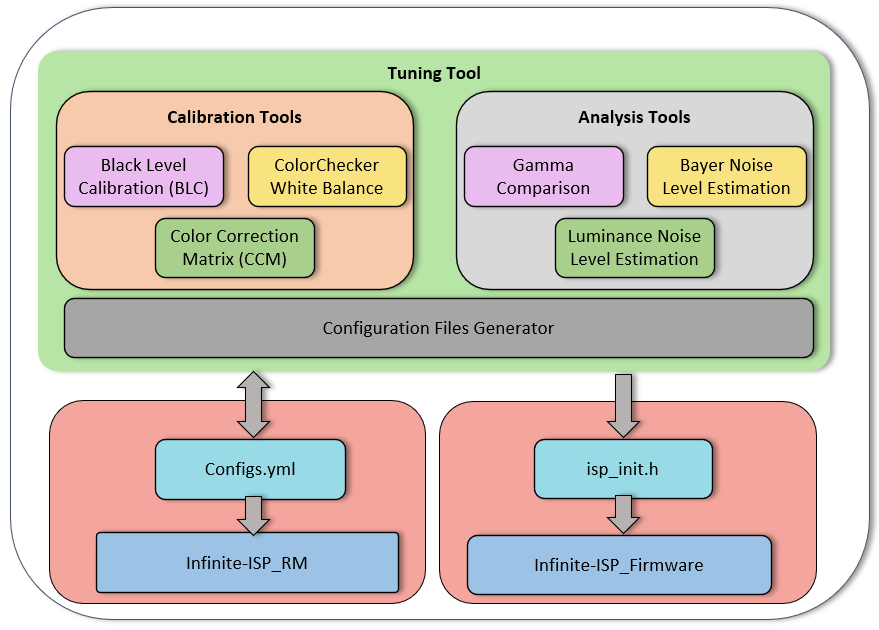 Tuning Tool
Calibration Tools
Black Level
Calibration (BLC)
ColorChecker
White Balance
Color Correction
Matrix (CCM)
Analysis Tools
Gamma
Comparison
Bayer Noise
Level Estimation
Luminance Noise
Level Estimation
Configuration Files Generator
Configs.yml
Infinite-ISP_RM
isp_init.h
Infinite-ISP_Firmware